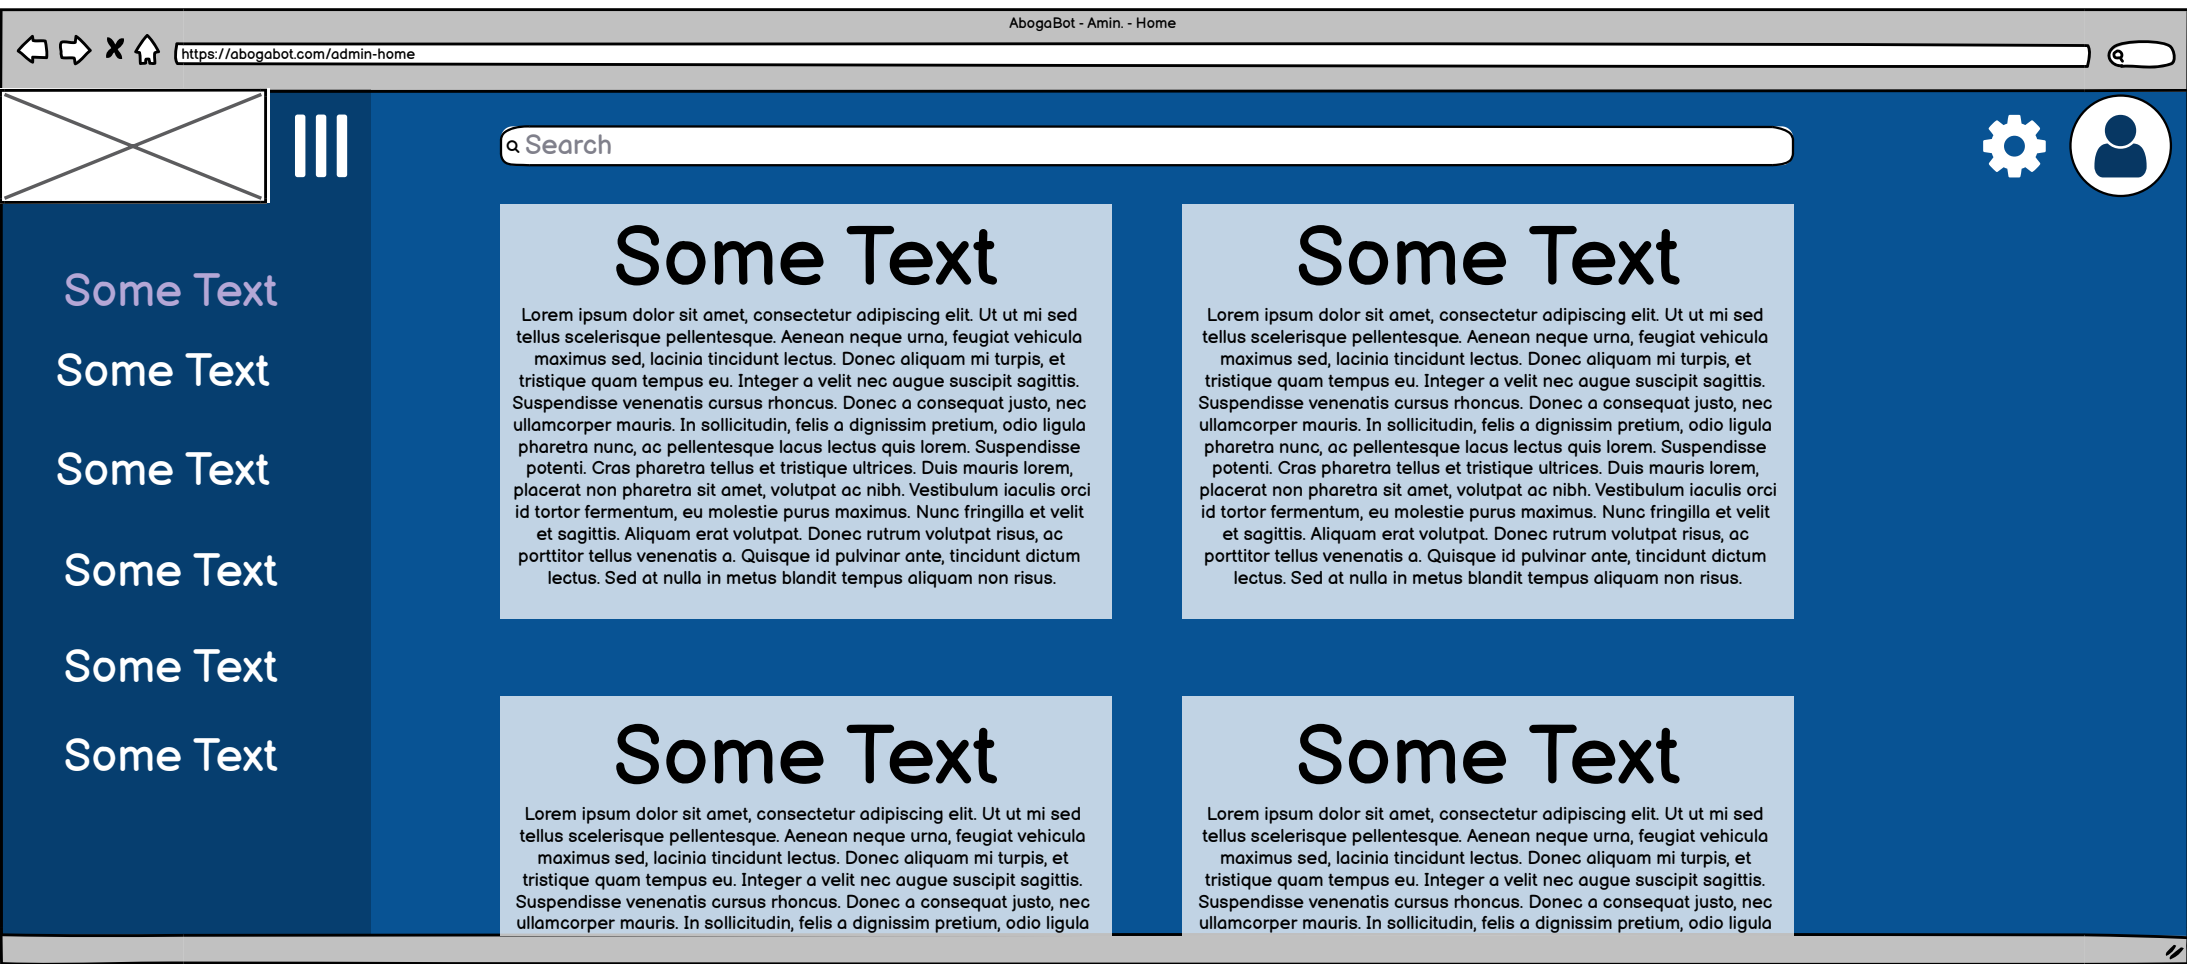 AbogaBot - Amin. - Home
https://abogabot.com/admin-home
Search
Some Text
Some Text
Some Text
Some Text
Some Text
Some Text
Some Text
Lorem ipsum dolor sit amet, consectetur adipiscing elit. Ut ut mi sed
tellus scelerisque pellentesque. Aenean neque urna, feugiat vehicula
maximus sed, lacinia tincidunt lectus. Donec aliquam mi turpis, et
tristique quam tempus eu. Integer a velit nec augue suscipit sagittis.
Suspendisse venenatis cursus rhoncus. Donec a consequat justo, nec
ullamcorper mauris. In sollicitudin, felis a dignissim pretium, odio ligula
pharetra nunc, ac pellentesque lacus lectus quis lorem. Suspendisse
potenti. Cras pharetra tellus et tristique ultrices. Duis mauris lorem,
placerat non pharetra sit amet, volutpat ac nibh. Vestibulum iaculis orci
id tortor fermentum, eu molestie purus maximus. Nunc fringilla et velit
et sagittis. Aliquam erat volutpat. Donec rutrum volutpat risus, ac
porttitor tellus venenatis a. Quisque id pulvinar ante, tincidunt dictum
lectus. Sed at nulla in metus blandit tempus aliquam non risus.
Some Text
Lorem ipsum dolor sit amet, consectetur adipiscing elit. Ut ut mi sed
tellus scelerisque pellentesque. Aenean neque urna, feugiat vehicula
maximus sed, lacinia tincidunt lectus. Donec aliquam mi turpis, et
tristique quam tempus eu. Integer a velit nec augue suscipit sagittis.
Suspendisse venenatis cursus rhoncus. Donec a consequat justo, nec
ullamcorper mauris. In sollicitudin, felis a dignissim pretium, odio ligula
pharetra nunc, ac pellentesque lacus lectus quis lorem. Suspendisse
potenti. Cras pharetra tellus et tristique ultrices. Duis mauris lorem,
placerat non pharetra sit amet, volutpat ac nibh. Vestibulum iaculis orci
id tortor fermentum, eu molestie purus maximus. Nunc fringilla et velit
et sagittis. Aliquam erat volutpat. Donec rutrum volutpat risus, ac
porttitor tellus venenatis a. Quisque id pulvinar ante, tincidunt dictum
lectus. Sed at nulla in metus blandit tempus aliquam non risus.
Some Text
Lorem ipsum dolor sit amet, consectetur adipiscing elit. Ut ut mi sed
tellus scelerisque pellentesque. Aenean neque urna, feugiat vehicula
maximus sed, lacinia tincidunt lectus. Donec aliquam mi turpis, et
tristique quam tempus eu. Integer a velit nec augue suscipit sagittis.
Suspendisse venenatis cursus rhoncus. Donec a consequat justo, nec
ullamcorper mauris. In sollicitudin, felis a dignissim pretium, odio ligula
Some Text
Lorem ipsum dolor sit amet, consectetur adipiscing elit. Ut ut mi sed
tellus scelerisque pellentesque. Aenean neque urna, feugiat vehicula
maximus sed, lacinia tincidunt lectus. Donec aliquam mi turpis, et
tristique quam tempus eu. Integer a velit nec augue suscipit sagittis.
Suspendisse venenatis cursus rhoncus. Donec a consequat justo, nec
ullamcorper mauris. In sollicitudin, felis a dignissim pretium, odio ligula